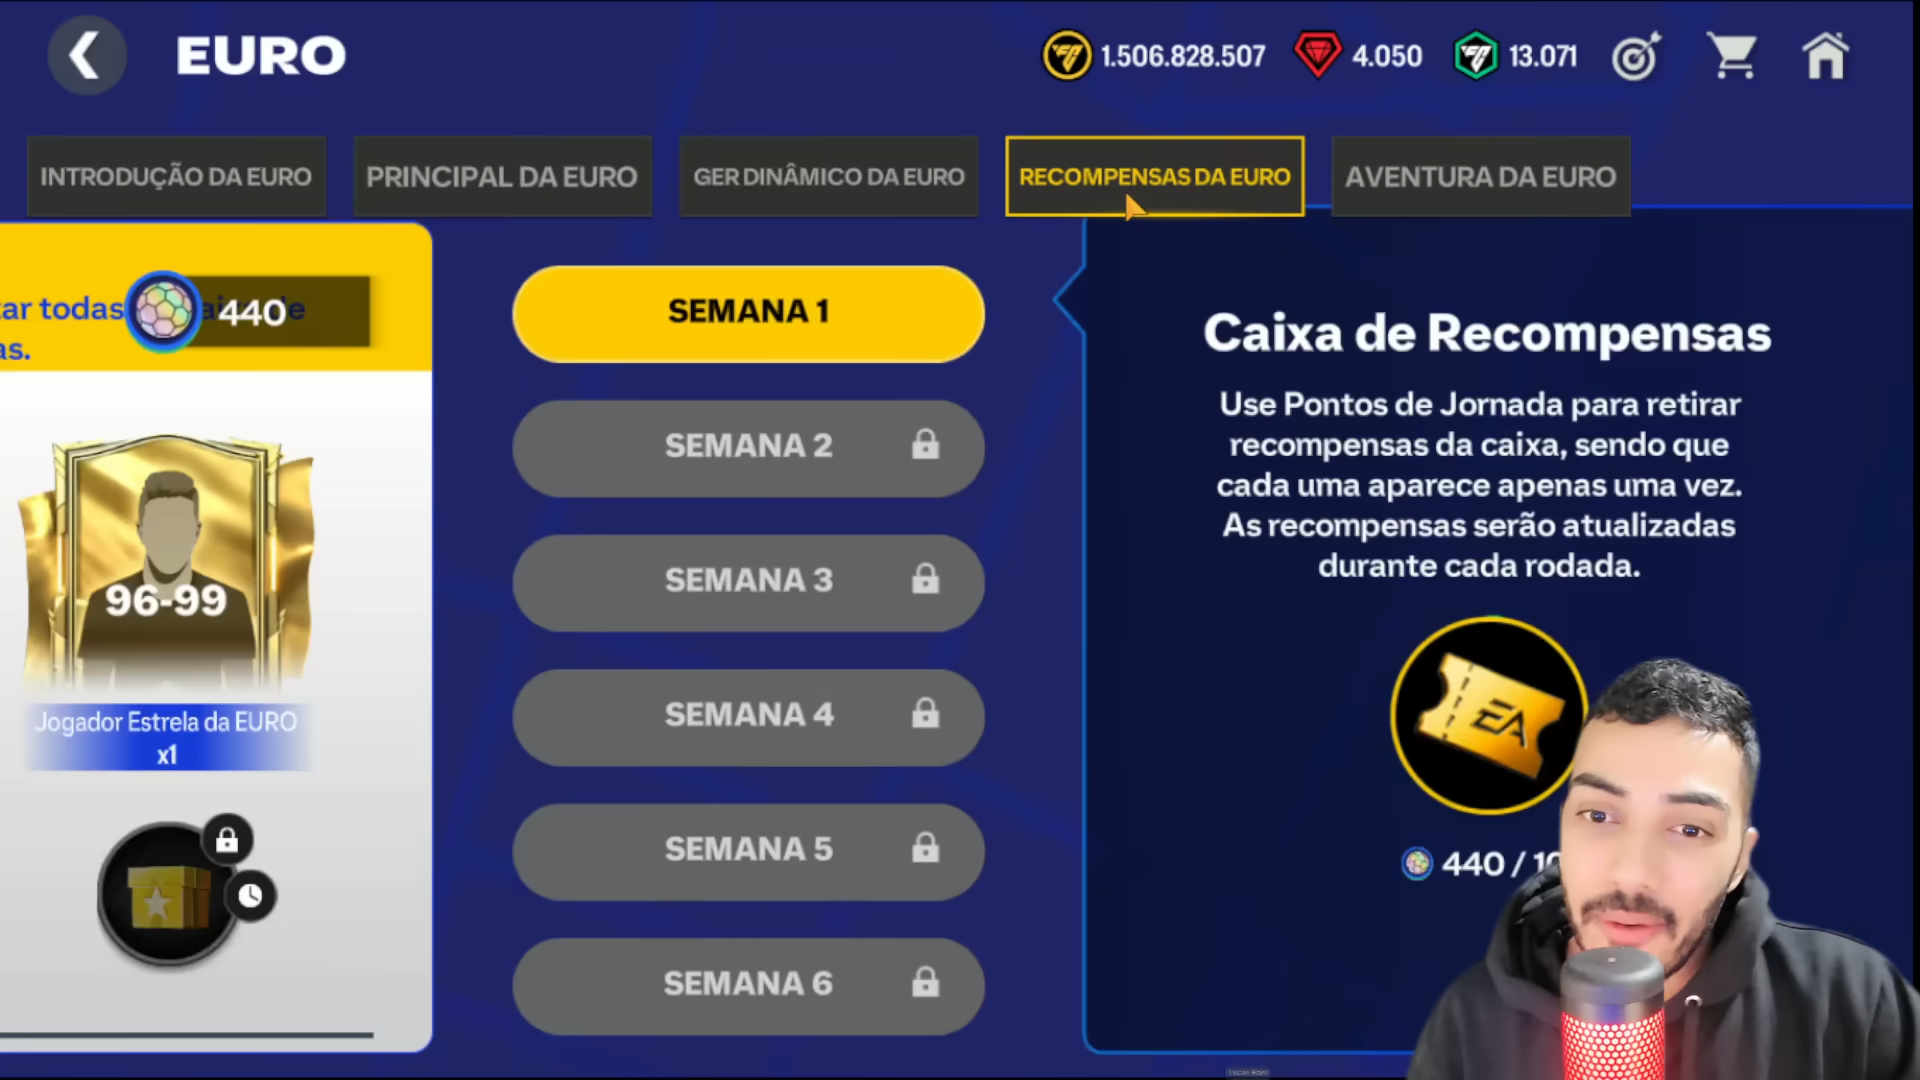 EURO
1.506.828.507
4.050
13.071
INTRODUÇÃO DA EURO
PRINCIPAL DA EURO
GER DINÂMICO DA EURO
RECOMPENSAS DA EURO
AVENTURA DA EURO
440
as.
96-99
Jogador Estrela da EURO
x1
SEMANA 1
SEMANA 2
SEMANA 3
SEMANA 4
SEMANA 5
SEMANA 6
Caixa de Recompensas
Use Pontos de Jornada para retirar
recompensas da caixa, sendo que
cada uma aparece apenas uma vez.
As recompensas serão atualizadas
durante cada rodada.
EA
440 / 10